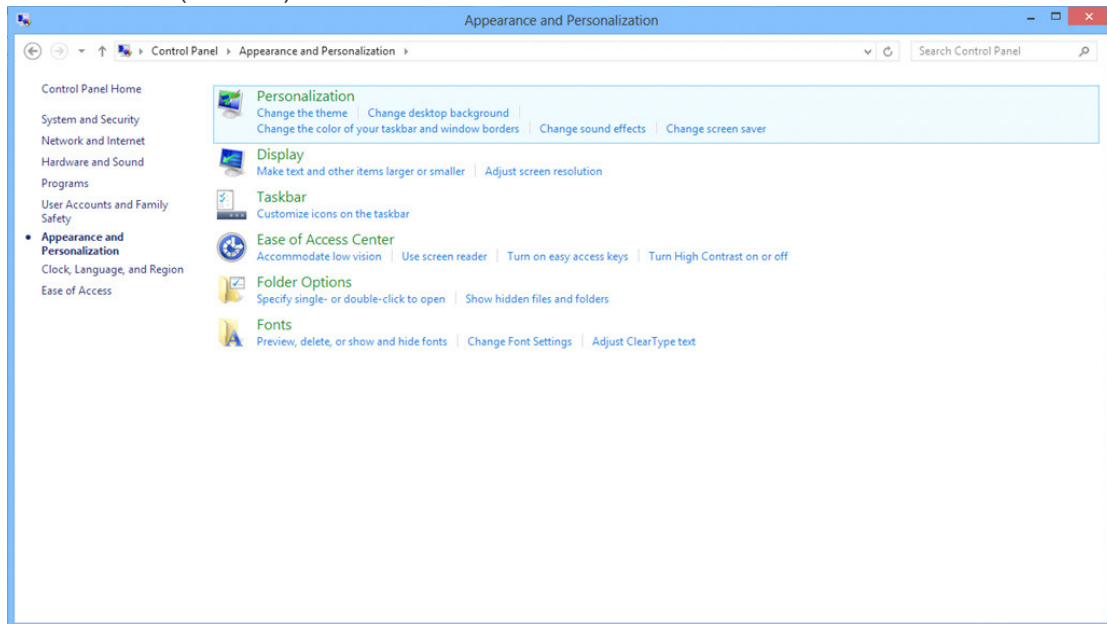 Appearance and Personalization
Control Panel Appearance and Personalization
Search Control Panel
Control Panel Home
System and Security
Network and Internet
Hardware and Sound
Programs
User Accounts and Family
Safety
Appearance and
Personalization
Clock, Language, and Region
Ease of Access
Personalization
Change the theme Change desktop background
Change the color of your taskbar and window borders Change sound effects Change screen saver
Display
Make text and other items larger or smaller Adjust screen resolution
Taskbar
Customize icons on the taskbar
Ease of Access Center
Accommodate low vision Use screen reader Turn on easy access keys Turn High Contrast on or off
Folder Options
Specify single- or double-click to open Show hidden files and folders
Fonts
Preview, delete, or show and hide fonts Change Font Settings Adjust ClearType text